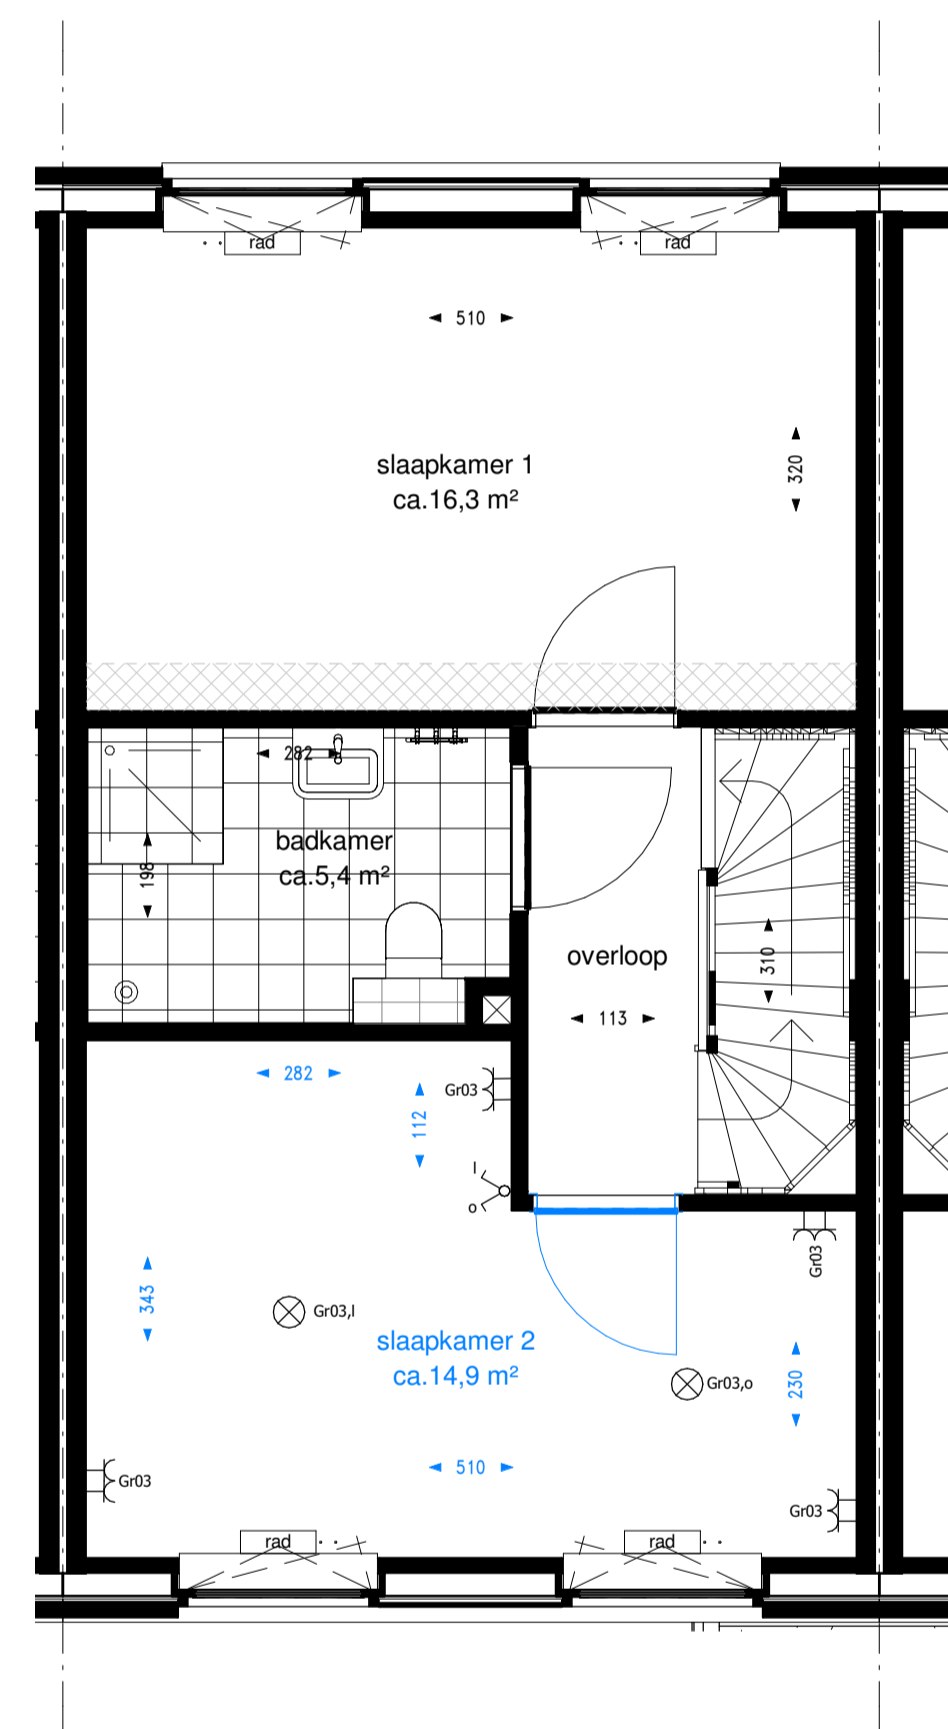 rad
rad
510
320
slaapkamer 1
ca.16,3 m²
282
badkamer
ca.5,4 m²
198
overloop
310
113
282
Gr03
112
I
o
Gr03
343
Gr03,I
slaapkamer 2
ca.14,9 m²
Gr03,o
230
510
Gr03
Gr03
rad
rad